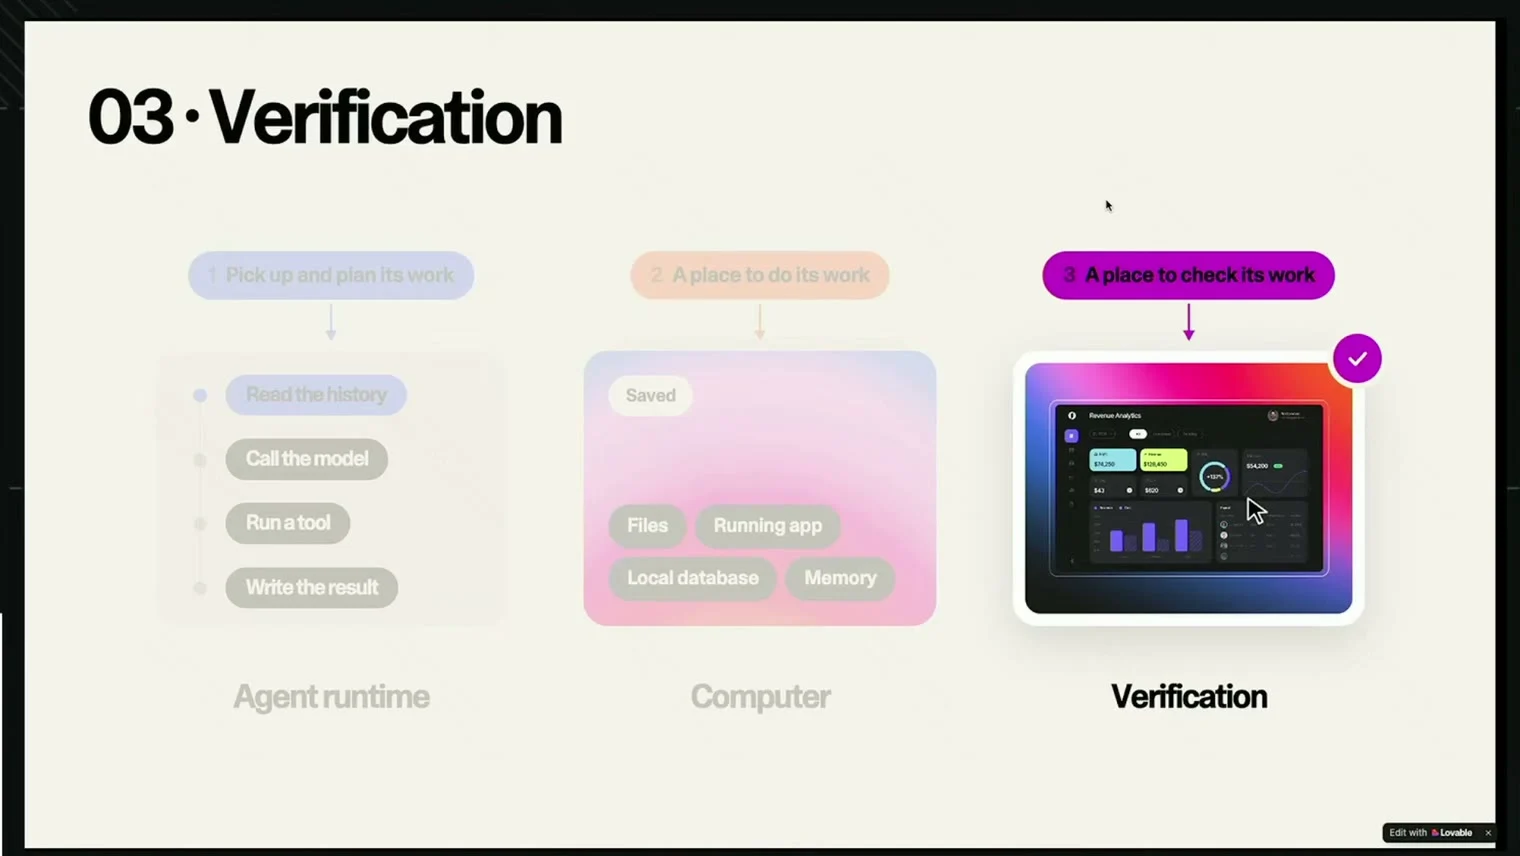 03 · Verification
1 Pick up and plan its work
2 A place to do its work
3 A place to check its work
Read the history
Call the model
Run a tool
Write the result
Saved
Files
Running app
Local database
Memory
Revenue Analytics
$74,250
$128,450
+137%
$54,200
$43
$620
Agent runtime
Computer
Verification
Edit with Lovable ×